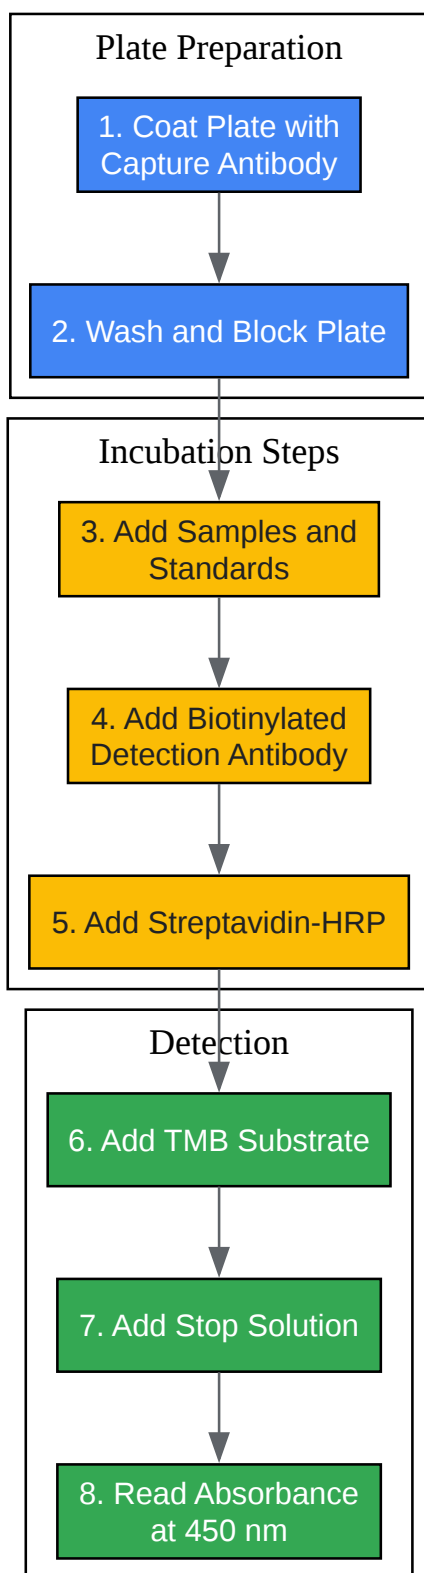 Plate Preparation
1. Coat Plate with
Capture Antibody
2. Wash and Block Plate
Incubation Steps
3. Add Samples and
Standards
4. Add Biotinylated
Detection Antibody
5. Add Streptavidin-HRP
Detection
6. Add TMB Substrate
7. Add Stop Solution
8. Read Absorbance
at 450 nm